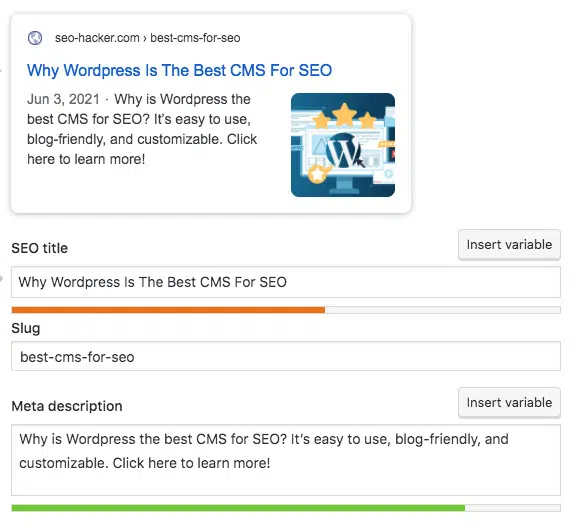 seo-hacker.com › best-cms-for-seo
Why Wordpress Is The Best CMS For SEO
Jun 3, 2021 · Why is Wordpress the
best CMS for SEO? It’s easy to use,
blog-friendly, and customizable. Click
here to learn more!
SEO title
Insert variable
Why Wordpress Is The Best CMS For SEO
Slug
best-cms-for-seo
Meta description
Insert variable
Why is Wordpress the best CMS for SEO? It’s easy to use, blog-friendly, and
customizable. Click here to learn more!